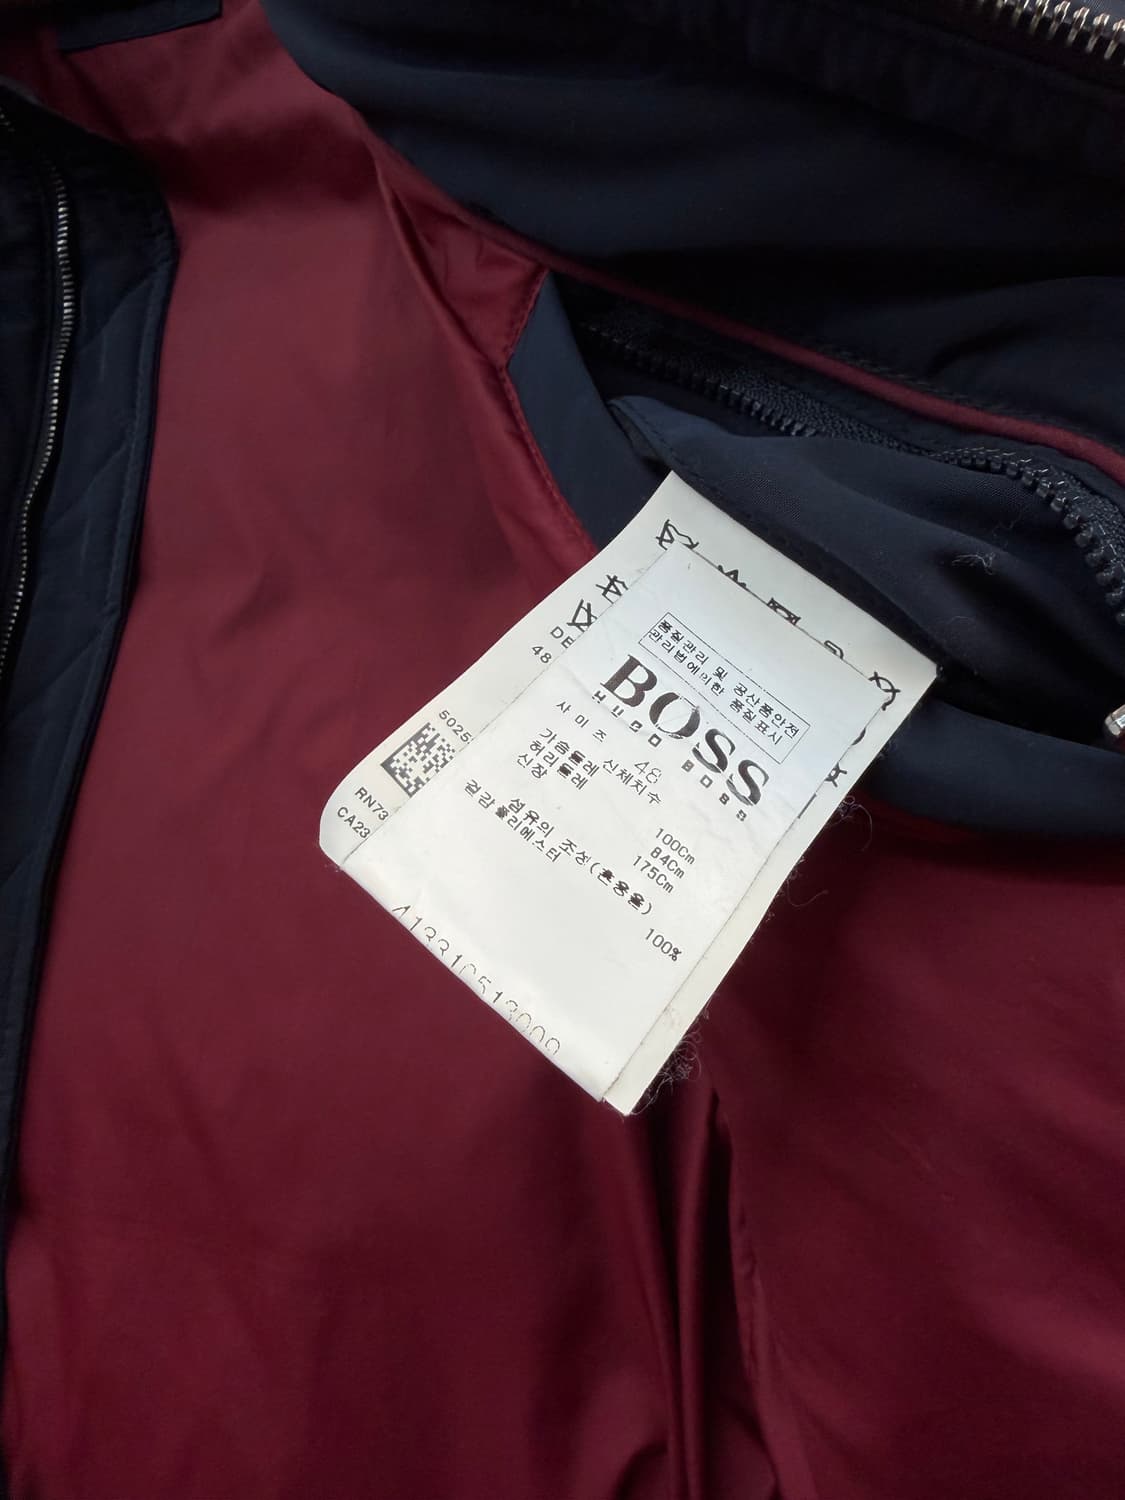 품질관리 및 공산품안전
관리법에의한 품질표시
BOSS
HUGO BOSS
사이즈 48
신체치수
가슴둘레 100Cm
허리둘레 84Cm
신장 175Cm
섬유의 조성(혼용율)
겉감폴리에스터 100%
DE
48
5025
RN73
CA23